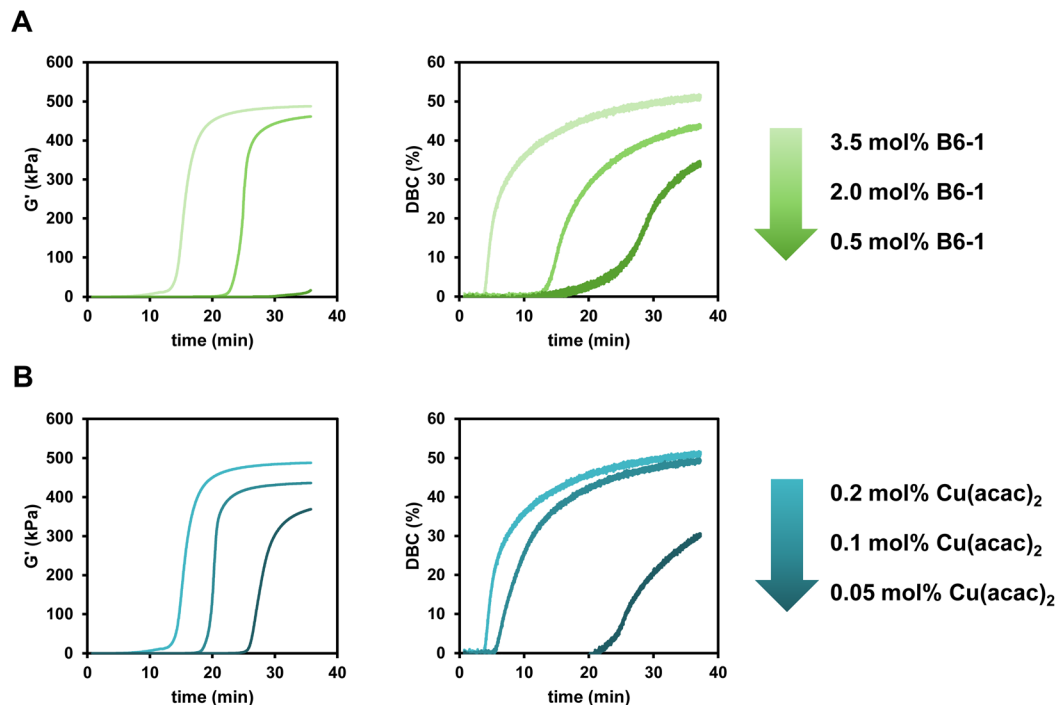 A
600
500
400
300
200
100
0
G' (kPa)
0 10 20 30 40
time (min)
60
50
40
30
20
10
0
DBC (%)
0 10 20 30 40
time (min)
3.5 mol% B6-1
2.0 mol% B6-1
0.5 mol% B6-1
B
600
500
400
300
200
100
0
G' (kPa)
0 10 20 30 40
time (min)
60
50
40
30
20
10
0
DBC (%)
0 10 20 30 40
time (min)
0.2 mol% Cu(acac)₂
0.1 mol% Cu(acac)₂
0.05 mol% Cu(acac)₂